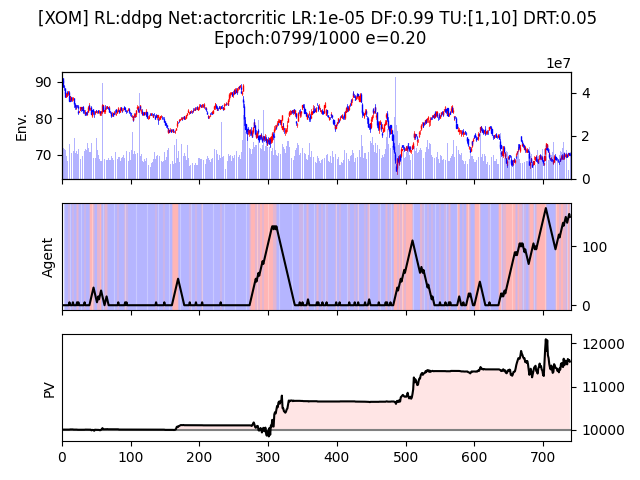 [XOM] RL:ddpg Net:actorcritic LR:1e-05 DF:0.99 TU:[1,10] DRT:0.05
Epoch:0799/1000 e=0.20
1e7
90
80
70
Env.
4
2
0
Agent
100
0
PV
12000
11000
10000
0 100 200 300 400 500 600 700